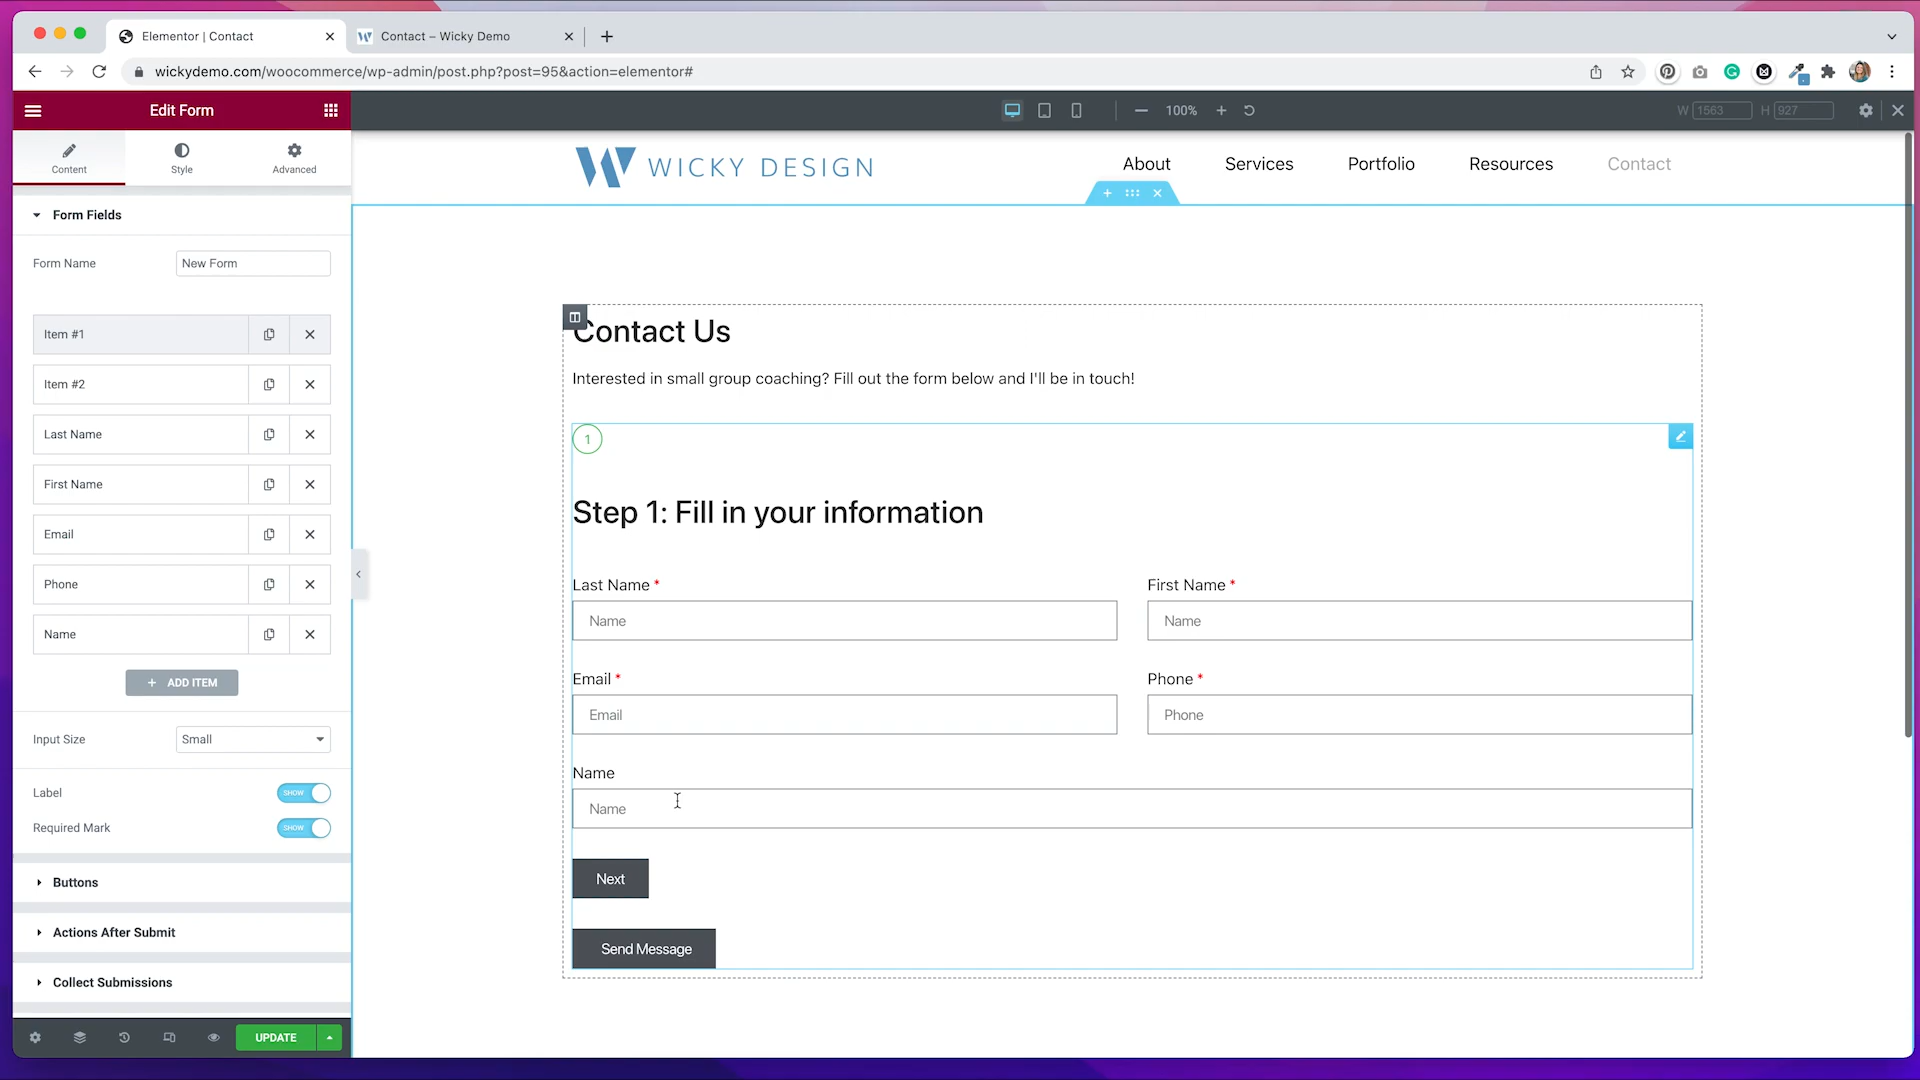 Elementor | Contact
Contact – Wicky Demo
wickydemo.com/woocommerce/wp-admin/post.php?post=95&action=elementor#
Edit Form
100%
W 1563 H 927
Content
Style
Advanced
WICKY DESIGN
About
Services
Portfolio
Resources
Contact
Form Fields
Form Name
New Form
Item #1
Item #2
Last Name
First Name
Email
Phone
Name
+ ADD ITEM
Input Size
Small
Label
SHOW
Required Mark
SHOW
Buttons
Actions After Submit
Collect Submissions
UPDATE
Contact Us
Interested in small group coaching? Fill out the form below and I'll be in touch!
1
Step 1: Fill in your information
Last Name *
First Name *
Name
Name
Email *
Phone *
Email
Phone
Name
Name
Next
Send Message